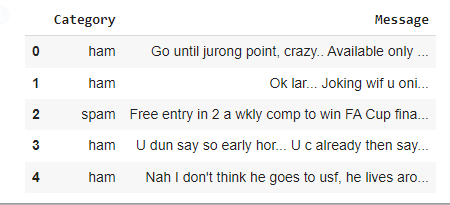 Category Message
0 ham Go until jurong point, crazy.. Available only ...
1 ham Ok lar... Joking wif u oni...
2 spam Free entry in 2 a wkly comp to win FA Cup fina...
3 ham U dun say so early hor... U c already then say...
4 ham Nah I don't think he goes to usf, he lives aro...